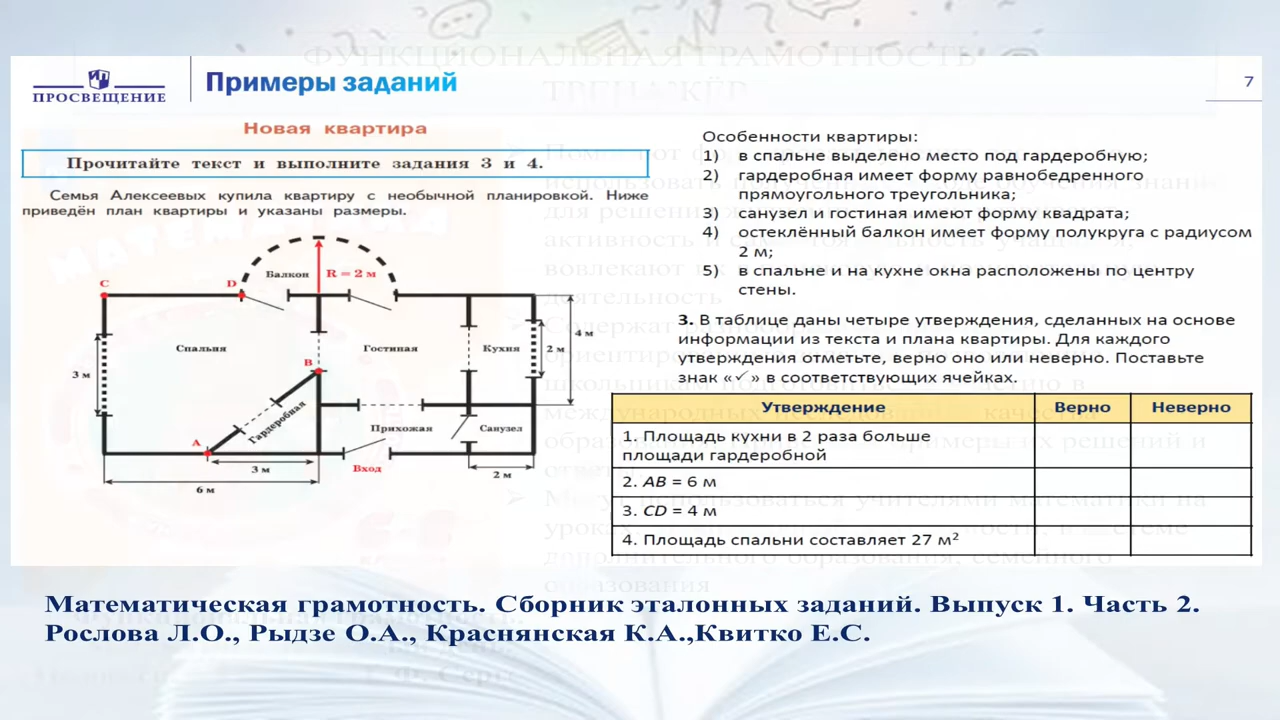 ФУНКЦИОНАЛЬНАЯ ГРАМОТНОСТЬ
ТРЕНАЖЁР
ПРОСВЕЩЕНИЕ
Примеры заданий
7
Новая квартира
Прочитайте текст и выполните задания 3 и 4.
Семья Алексеевых купила квартиру с необычной планировкой. Ниже
приведён план квартиры и указаны размеры.
Балкон
R = 2 м
C
D
4 м
Спальня
Гостиная
Кухня
2 м
B
3 м
Гардеробная
Прихожая
Санузел
A
3 м
Вход
2 м
6 м
Особенности квартиры:
1) в спальне выделено место под гардеробную;
2) гардеробная имеет форму равнобедренного
прямоугольного треугольника;
3) санузел и гостиная имеют форму квадрата;
4) остеклённый балкон имеет форму полукруга с радиусом
2 м;
5) в спальне и на кухне окна расположены по центру
стены.
3. В таблице даны четыре утверждения, сделанных на основе
информации из текста и плана квартиры. Для каждого
утверждения отметьте, верно оно или неверно. Поставьте
знак «✓» в соответствующих ячейках.
Утверждение Верно Неверно
1. Площадь кухни в 2 раза больше
площади гардеробной
2. AB = 6 м
3. CD = 4 м
4. Площадь спальни составляет 27 м²
Математическая грамотность. Сборник эталонных заданий. Выпуск 1. Часть 2.
Рослова Л.О., Рыдзе О.А., Краснянская К.А.,Квитко Е.С.